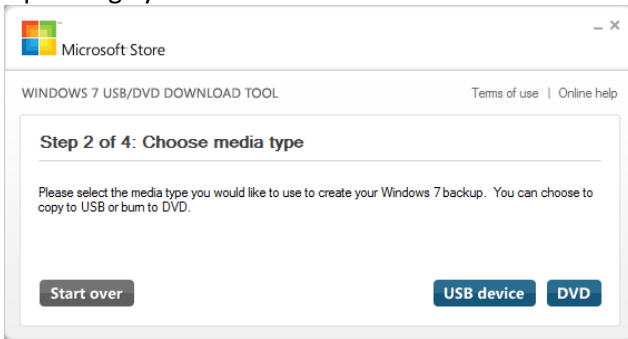 Microsoft Store
WINDOWS 7 USB/DVD DOWNLOAD TOOL Terms of use | Online help
Step 2 of 4: Choose media type
Please select the media type you would like to use to create your Windows 7 backup. You can choose to
copy to USB or burn to DVD.
Start over USB device DVD